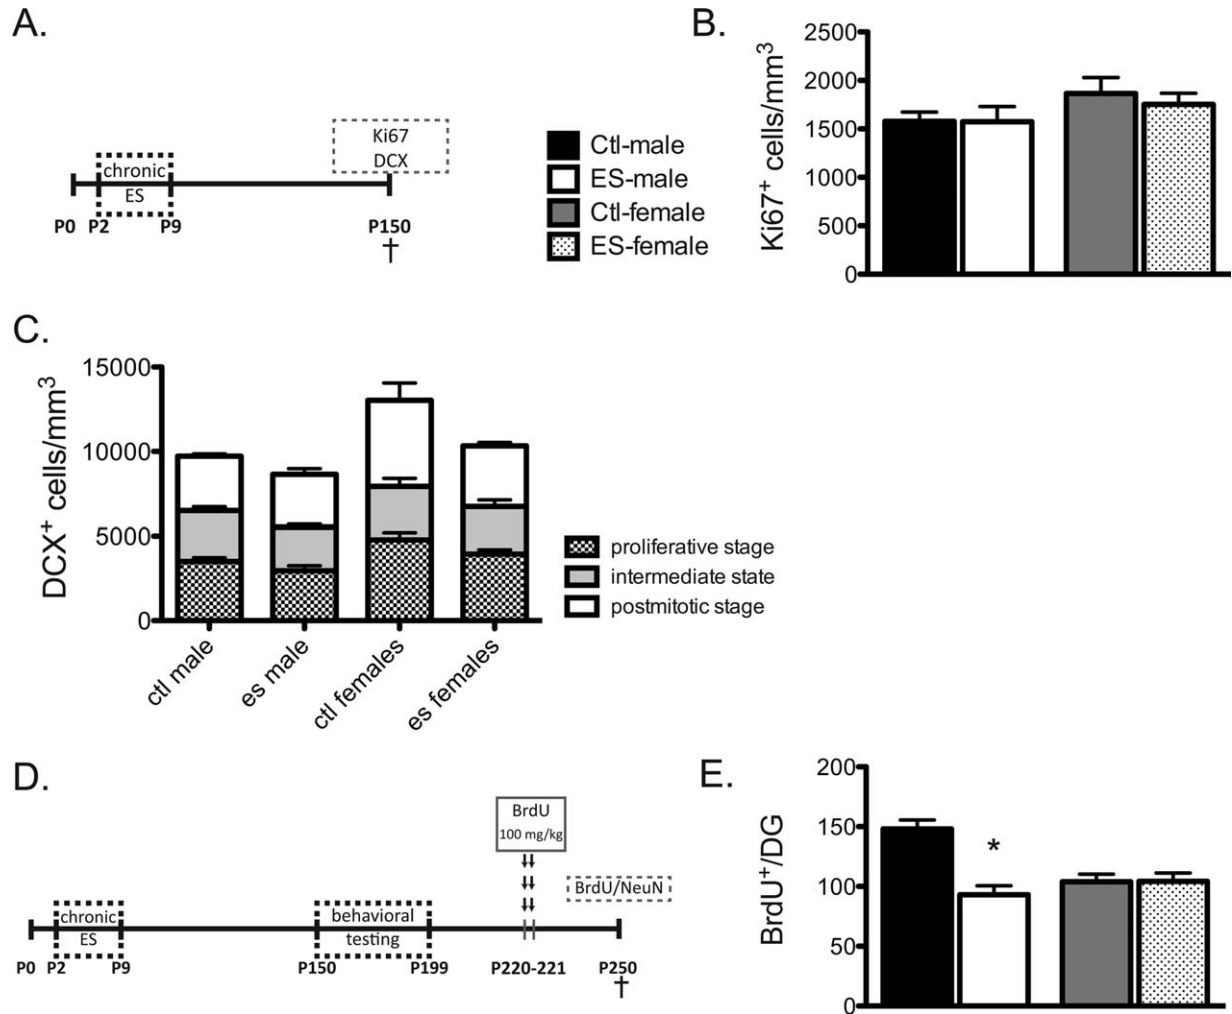 A.
Ki67
DCX
chronic
ES
P0 P2 P9 P150
†
Ctl-male
ES-male
Ctl-female
ES-female
B.
Ki67⁺ cells/mm³
2500
2000
1500
1000
500
0
C.
DCX⁺ cells/mm³
15000
10000
5000
0
ctl male
es male
ctl females
es females
proliferative stage
intermediate state
postmitotic stage
D.
BrdU
100 mg/kg
BrdU/NeuN
chronic
ES
behavioral
testing
P0 P2 P9 P150 P199 P220-221 P250
†
E.
BrdU⁺/DG
200
150
100
50
0
*